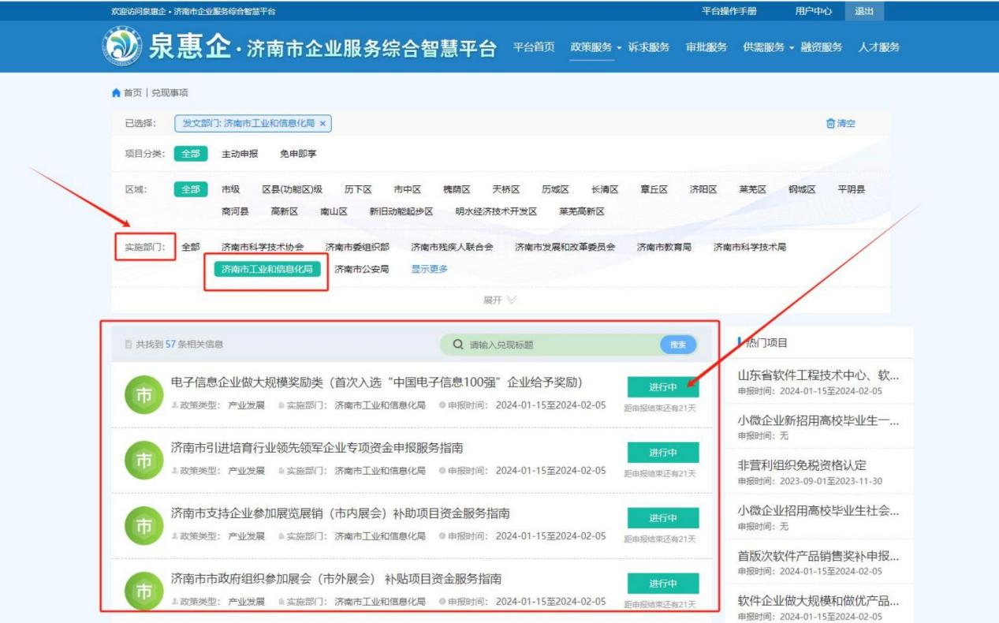 欢迎访问泉惠企·济南市企业服务综合智慧平台 平台操作手册 用户中心 退出
泉惠企·济南市企业服务综合智慧平台 平台首页 政策服务 诉求服务 审批服务 供需服务 融资服务 人才服务
首页 | 兑现事项
已选择: 发文部门: 济南市工业和信息化局 × 清空
项目分类: 全部 主动申报 免申即享
区域: 全部 市级 区县(功能区)级 历下区 市中区 槐荫区 天桥区 历城区 长清区 章丘区 济阳区 莱芜区 钢城区 平阴县
商河县 高新区 南山区 新旧动能起步区 明水经济技术开发区 莱芜高新区
实施部门: 全部 济南市科学技术协会 济南市委组织部 济南市残疾人联合会 济南市发展和改革委员会 济南市教育局 济南市科学技术局
济南市工业和信息化局 济南市公安局 显示更多
展开
共找到 57 条相关信息 请输入兑现标题 搜索
市 电子信息企业做大规模奖励类（首次入选“中国电子信息100强”企业给予奖励） 进行中
政策类型: 产业发展 实施部门: 济南市工业和信息化局 申报时间: 2024-01-15至2024-02-05 距申报结束还有21天
市 济南市引进培育行业领先领军企业专项资金申报服务指南 进行中
政策类型: 产业发展 实施部门: 济南市工业和信息化局 申报时间: 2024-01-15至2024-02-05 距申报结束还有21天
市 济南市支持企业参加展览展销（市内展会）补助项目资金服务指南 进行中
政策类型: 产业发展 实施部门: 济南市工业和信息化局 申报时间: 2024-01-15至2024-02-05 距申报结束还有21天
市 济南市市政府组织参加展会（市外展会） 补贴项目资金服务指南 进行中
政策类型: 产业发展 实施部门: 济南市工业和信息化局 申报时间: 2024-01-15至2024-02-05 距申报结束还有21天
热门项目
山东省软件工程技术中心、软...
申报时间: 2024-01-15至2024-02-05
小微企业新招用高校毕业生一...
申报时间: 无
非营利组织免税资格认定
申报时间: 2023-09-01至2023-11-30
小微企业招用高校毕业生社会...
申报时间: 无
首版次软件产品销售奖补申报...
申报时间: 2024-01-15至2024-02-05
软件企业做大规模和做优产品...
申报时间: 2024-01-15至2024-02-05